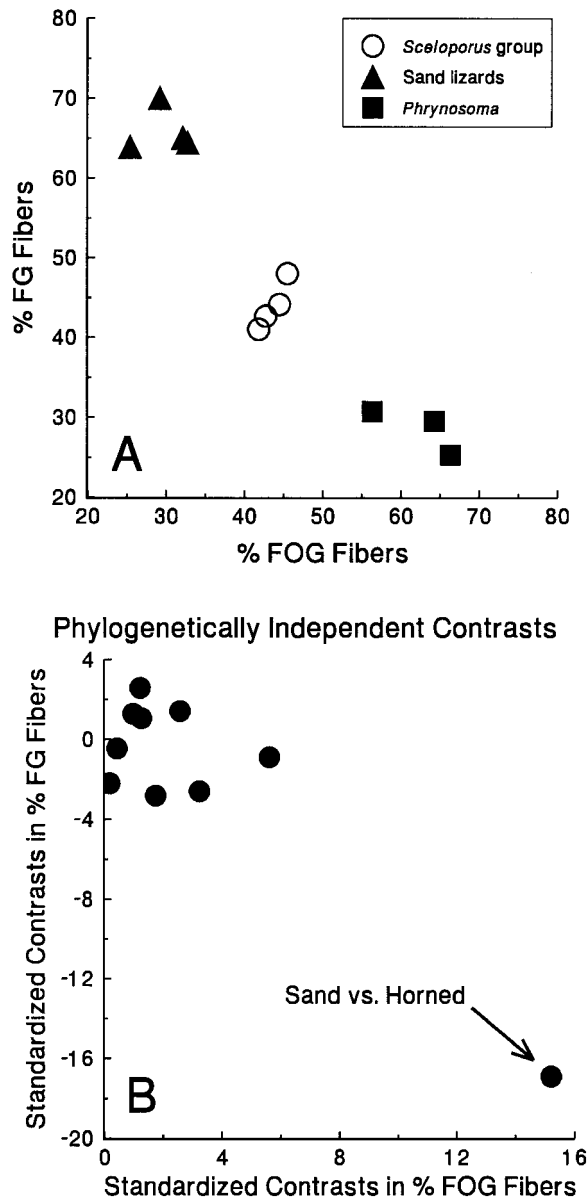 80
70
60
50
40
30
20
% FG Fibers
Sceloporus group
Sand lizards
Phrynosoma
A
20 30 40 50 60 70 80
% FOG Fibers
Phylogenetically Independent Contrasts
4
0
-4
-8
-12
-16
-20
Standardized Contrasts in % FG Fibers
Sand vs. Horned
B
0 4 8 12 16
Standardized Contrasts in % FOG Fibers